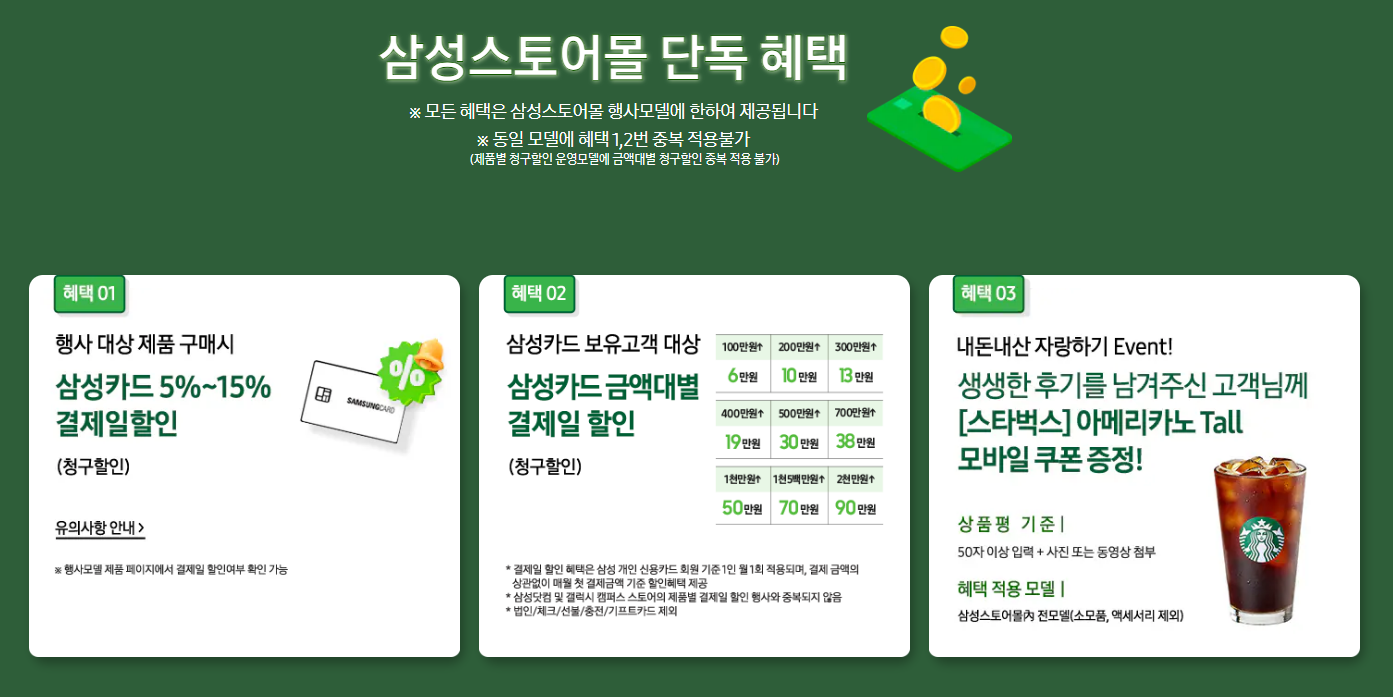 삼성스토어몰 단독 혜택
※ 모든 혜택은 삼성스토어몰 행사모델에 한하여 제공됩니다
※ 동일 모델에 혜택 1,2번 중복 적용불가
(제품별 청구할인 운영모델에 금액대별 청구할인 중복 적용 불가)
혜택 01
행사 대상 제품 구매시
삼성카드 5%~15%
결제일할인
(청구할인)
%
SAMSUNGCARD
유의사항 안내 >
※ 행사모델 제품 페이지에서 결제일 할인여부 확인 가능
혜택 02
삼성카드 보유고객 대상
삼성카드 금액대별
결제일 할인
(청구할인)
100만원↑ 200만원↑ 300만원↑
6만원 10만원 13만원
400만원↑ 500만원↑ 700만원↑
19만원 30만원 38만원
1천만원↑ 1천5백만원↑ 2천만원↑
50만원 70만원 90만원
* 결제일 할인 혜택은 삼성 개인 신용카드 회원 기준 1인 월 1회 적용되며, 결제 금액의
상관없이 매월 첫 결제금액 기준 할인혜택 제공
* 삼성닷컴 및 갤럭시 캠퍼스 스토어의 제품별 결제일 할인 행사와 중복되지 않음
* 법인/체크/선불/충전/기프트카드 제외
혜택 03
내돈내산 자랑하기 Event!
생생한 후기를 남겨주신 고객님께
[스타벅스] 아메리카노 Tall
모바일 쿠폰 증정!
상품평 기준 |
50자 이상 입력 + 사진 또는 동영상 첨부
혜택 적용 모델 |
삼성스토어몰內 전모델(소모품, 액세서리 제외)